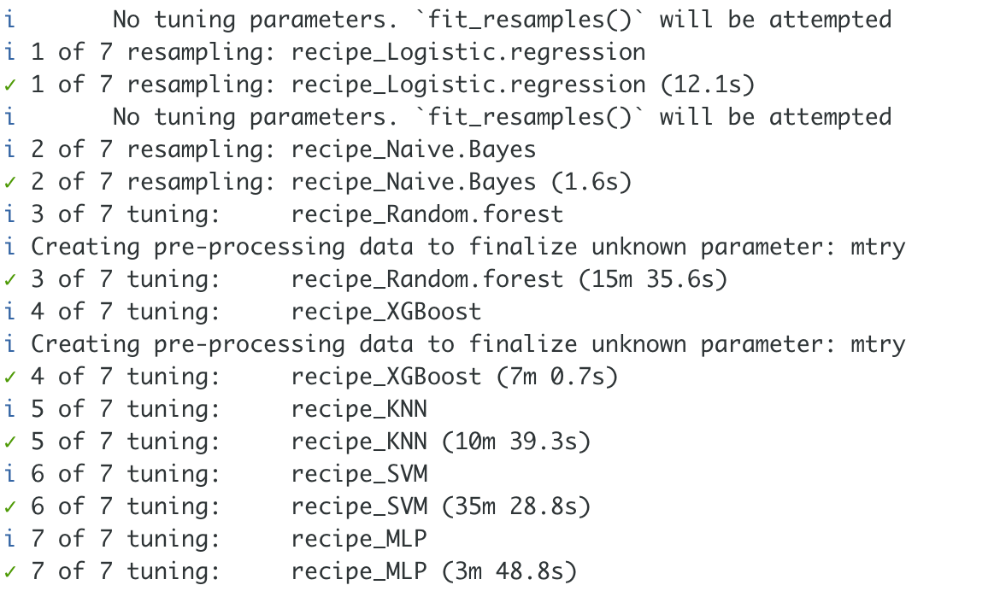 i       No tuning parameters. `fit_resamples()` will be attempted
i 1 of 7 resampling: recipe_Logistic.regression
✓ 1 of 7 resampling: recipe_Logistic.regression (12.1s)
i       No tuning parameters. `fit_resamples()` will be attempted
i 2 of 7 resampling: recipe_Naive.Bayes
✓ 2 of 7 resampling: recipe_Naive.Bayes (1.6s)
i 3 of 7 tuning:     recipe_Random.forest
i Creating pre-processing data to finalize unknown parameter: mtry
✓ 3 of 7 tuning:     recipe_Random.forest (15m 35.6s)
i 4 of 7 tuning:     recipe_XGBoost
i Creating pre-processing data to finalize unknown parameter: mtry
✓ 4 of 7 tuning:     recipe_XGBoost (7m 0.7s)
i 5 of 7 tuning:     recipe_KNN
✓ 5 of 7 tuning:     recipe_KNN (10m 39.3s)
i 6 of 7 tuning:     recipe_SVM
✓ 6 of 7 tuning:     recipe_SVM (35m 28.8s)
i 7 of 7 tuning:     recipe_MLP
✓ 7 of 7 tuning:     recipe_MLP (3m 48.8s)